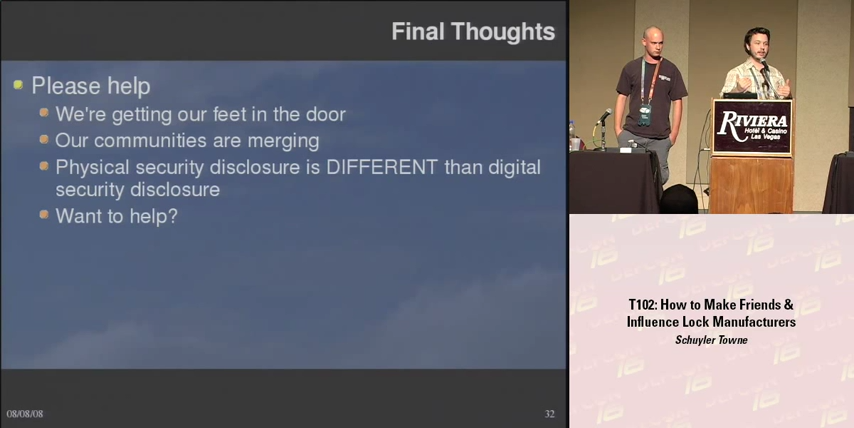 Final Thoughts
Please help
We're getting our feet in the door
Our communities are merging
Physical security disclosure is DIFFERENT than digital
security disclosure
Want to help?
08/08/08
32
RIVIERA
Hotel & Casino
Las Vegas
T102: How to Make Friends &
Influence Lock Manufacturers
Schuyler Towne